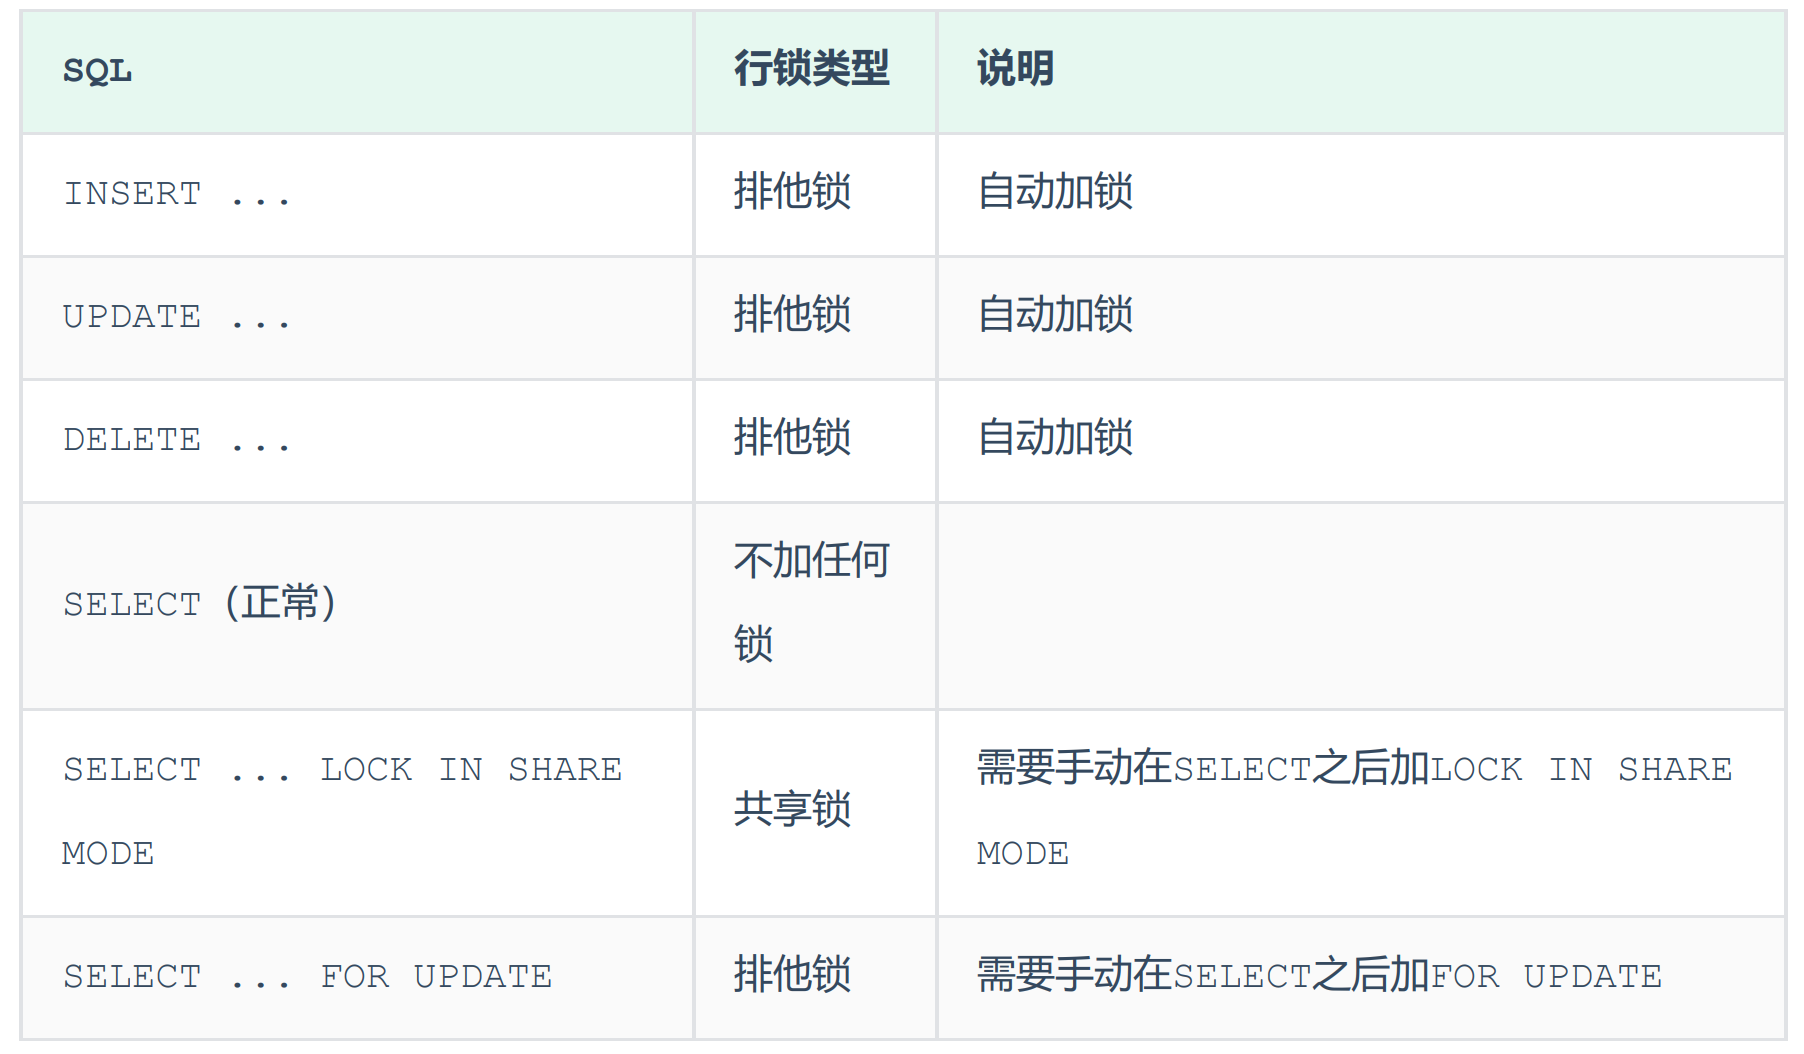 SQL 行锁类型 说明
INSERT ... 排他锁 自动加锁
UPDATE ... 排他锁 自动加锁
DELETE ... 排他锁 自动加锁
SELECT (正常)
不加任何
锁
SELECT ... LOCK IN SHARE
MODE
共享锁
需要手动在SELECT之后加LOCK IN SHARE
MODE
SELECT ... FOR UPDATE 排他锁 需要手动在SELECT之后加FOR UPDATE